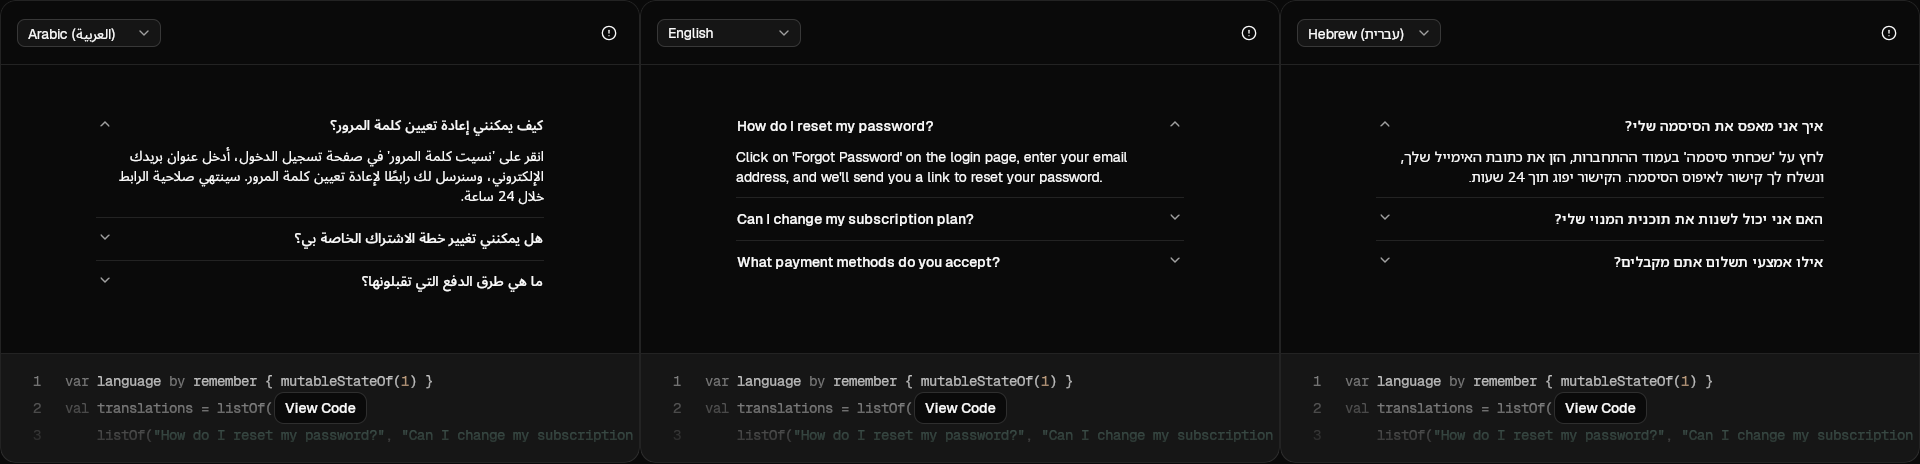 Arabic (العربية)
كيف يمكنني إعادة تعيين كلمة المرور؟
انقر على 'نسيت كلمة المرور' في صفحة تسجيل الدخول، أدخل عنوان بريدك
الإلكتروني، وسنرسل لك رابطًا لإعادة تعيين كلمة المرور. سينتهي صلاحية الرابط
خلال 24 ساعة.
هل يمكنني تغيير خطة الاشتراك الخاصة بي؟
ما هي طرق الدفع التي تقبلونها؟
1 var language by remember { mutableStateOf(1) }
2 val translations = listOf(
View Code
3 listOf("How do I reset my password?", "Can I change my subscription
English
How do I reset my password?
Click on 'Forgot Password' on the login page, enter your email
address, and we'll send you a link to reset your password.
Can I change my subscription plan?
What payment methods do you accept?
1 var language by remember { mutableStateOf(1) }
2 val translations = listOf(
View Code
3 listOf("How do I reset my password?", "Can I change my subscription
Hebrew (עברית)
איך אני מאפס את הסיסמה שלי?
לחץ על 'שכחתי סיסמה' בעמוד ההתחברות, הזן את כתובת האימייל שלך,
ונשלח לך קישור לאיפוס הסיסמה. הקישור יפוג תוך 24 שעות.
האם אני יכול לשנות את תוכנית המנוי שלי?
אילו אמצעי תשלום אתם מקבלים?
1 var language by remember { mutableStateOf(1) }
2 val translations = listOf(
View Code
3 listOf("How do I reset my password?", "Can I change my subscription